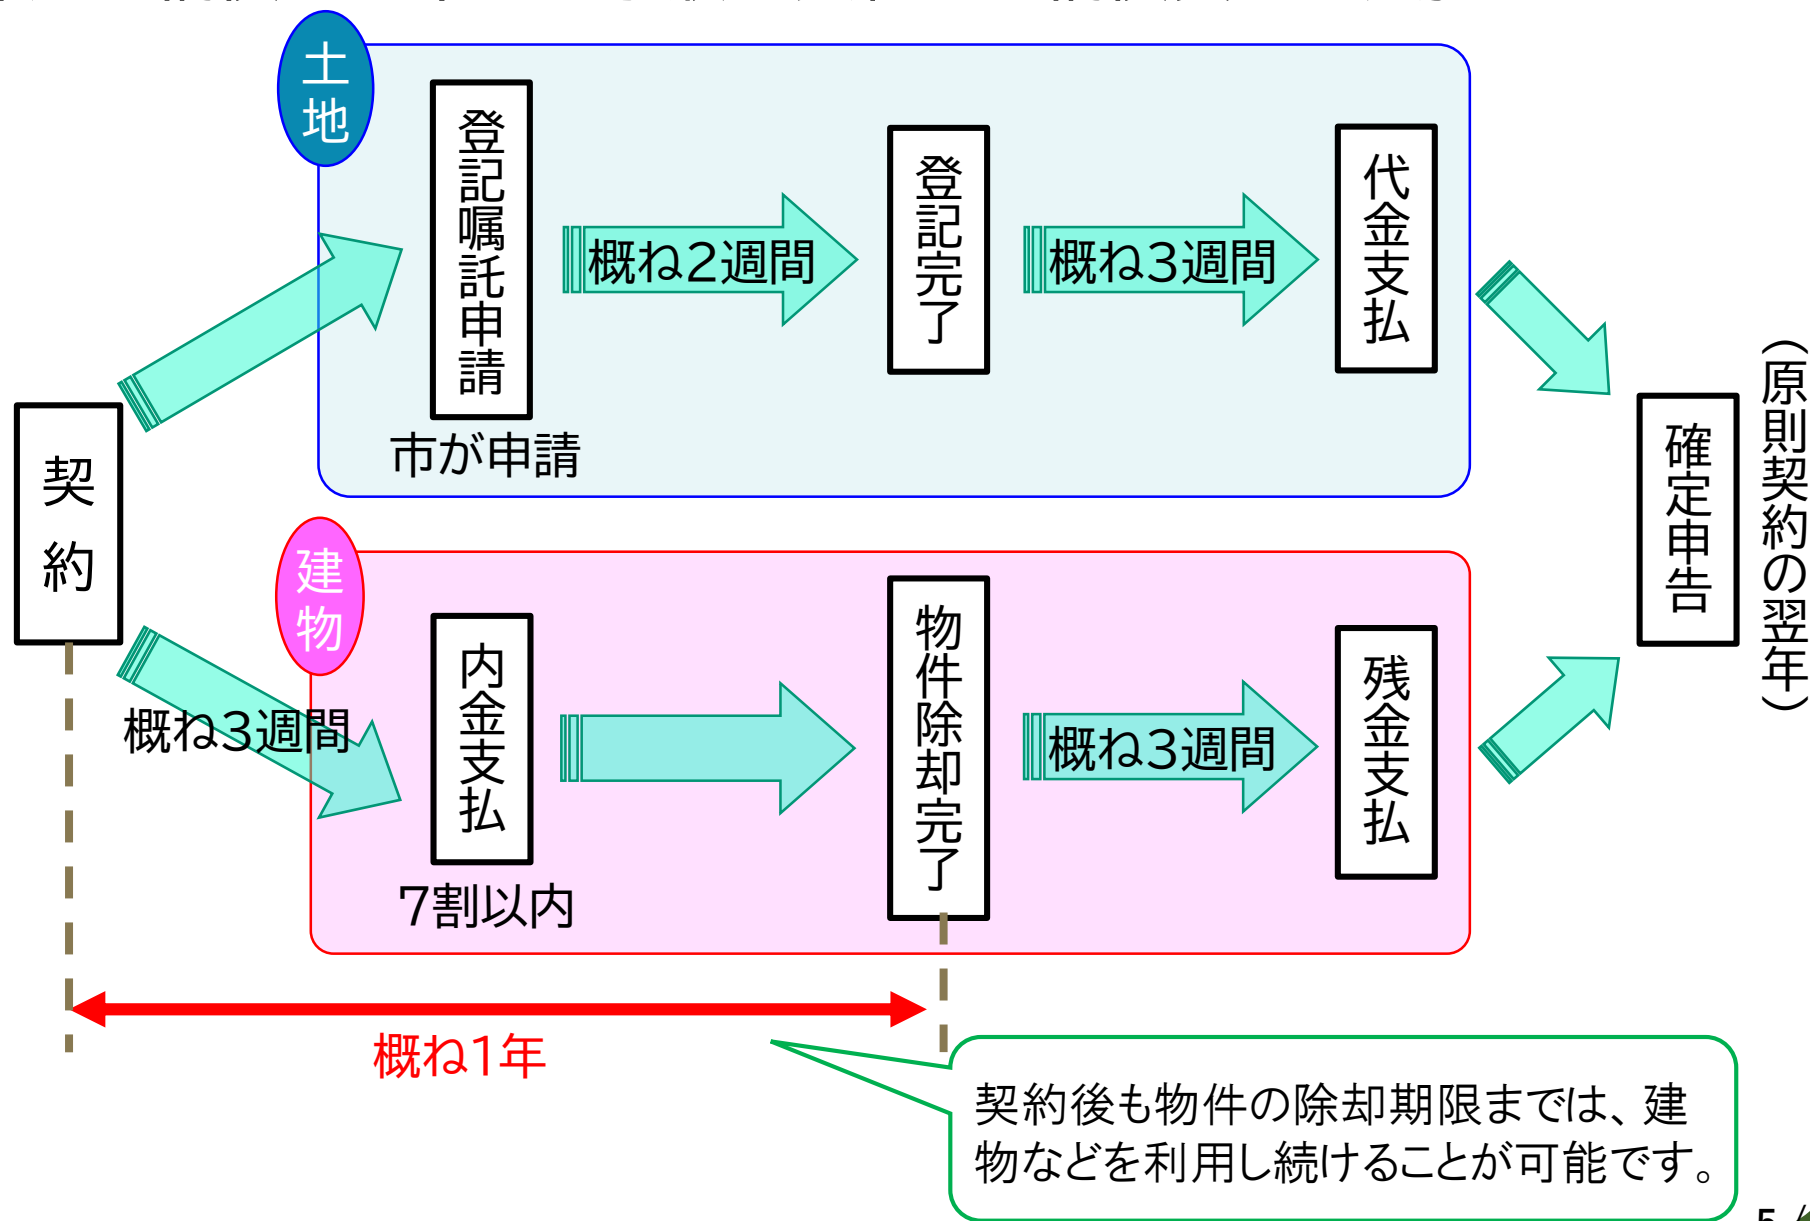 土地
登記嘱託申請
市が申請
概ね2週間
登記完了
概ね3週間
代金支払
契約
建物
概ね3週間
内金支払
7割以内
物件除却完了
概ね3週間
残金支払
確定申告
（原則契約の翌年）
概ね1年
契約後も物件の除却期限までは、建
物などを利用し続けることが可能です。
5